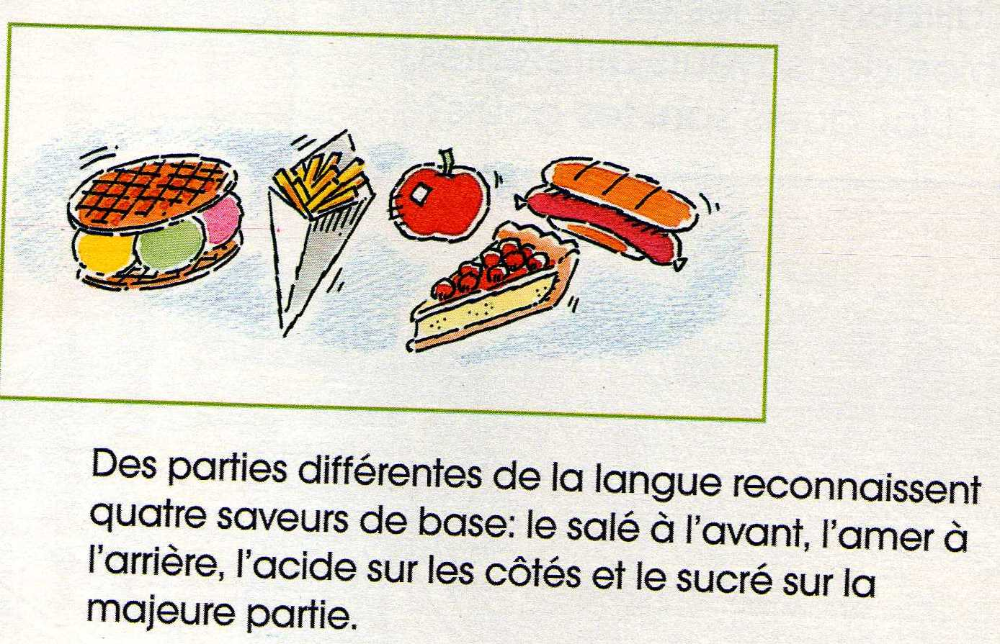 Des parties différentes de la langue reconnaissent
quatre saveurs de base: le salé à l'avant, l'amer à
l'arrière, l'acide sur les côtés et le sucré sur la
majeure partie.